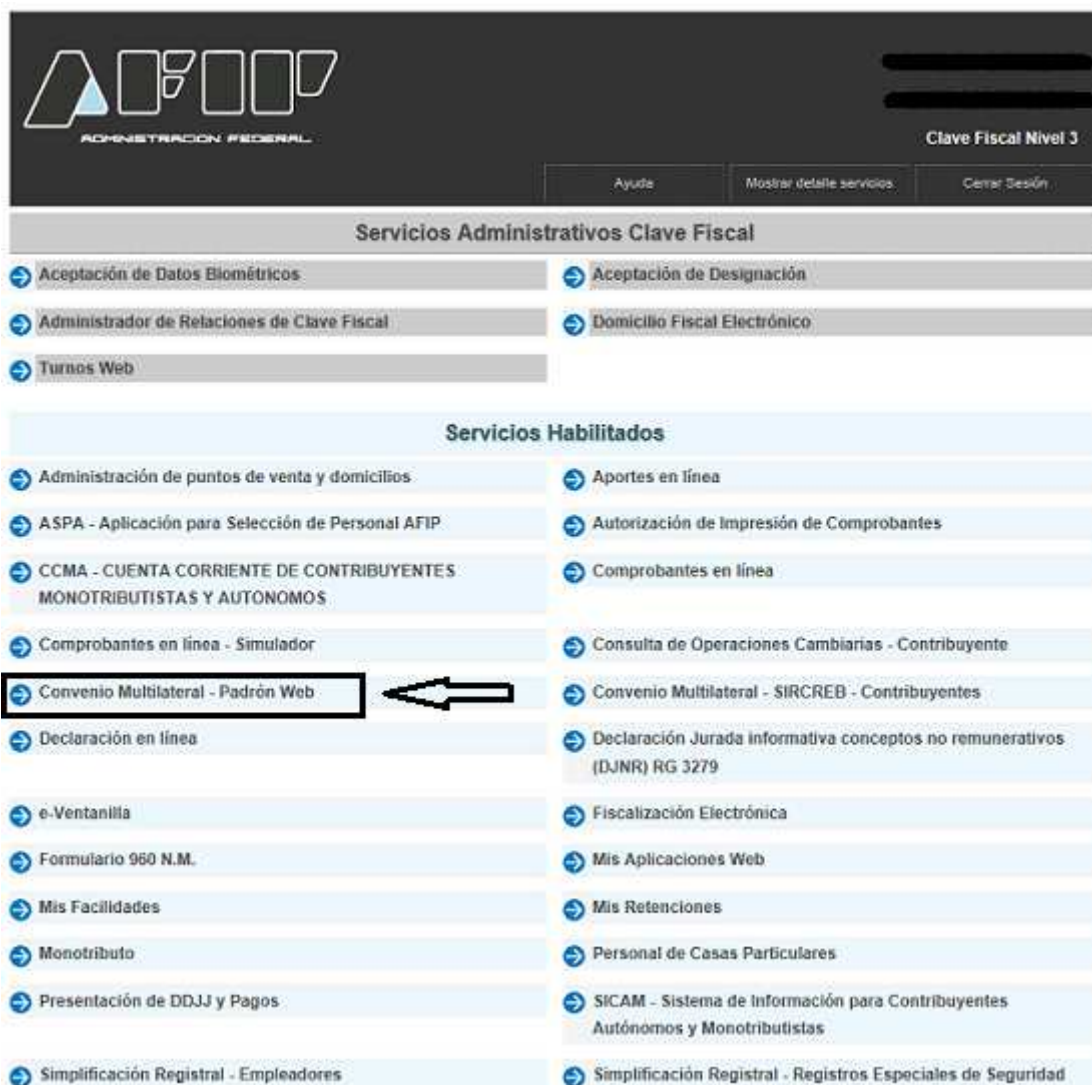 AFIP
ADMINISTRACION FEDERAL
Clave Fiscal Nivel 3
Ayuda
Mostrar detalle servicios
Cerrar Sesión
Servicios Administrativos Clave Fiscal
Aceptación de Datos Biométricos
Aceptación de Designación
Administrador de Relaciones de Clave Fiscal
Domicilio Fiscal Electrónico
Turnos Web
Servicios Habilitados
Administración de puntos de venta y domicilios
Aportes en línea
ASPA - Aplicación para Selección de Personal AFIP
Autorización de Impresión de Comprobantes
CCMA - CUENTA CORRIENTE DE CONTRIBUYENTES
MONOTRIBUTISTAS Y AUTONOMOS
Comprobantes en línea
Comprobantes en línea - Simulador
Consulta de Operaciones Cambiarias - Contribuyente
Convenio Multilateral - Padrón Web
Convenio Multilateral - SIRCREB - Contribuyentes
Declaración en línea
Declaración Jurada informativa conceptos no remunerativos
(DJNR) RG 3279
e-Ventanilla
Fiscalización Electrónica
Formulario 960 N.M.
Mis Aplicaciones Web
Mis Facilidades
Mis Retenciones
Monotributo
Personal de Casas Particulares
Presentación de DDJJ y Pagos
SICAM - Sistema de Información para Contribuyentes
Autónomos y Monotributistas
Simplificación Registral - Empleadores
Simplificación Registral - Registros Especiales de Seguridad